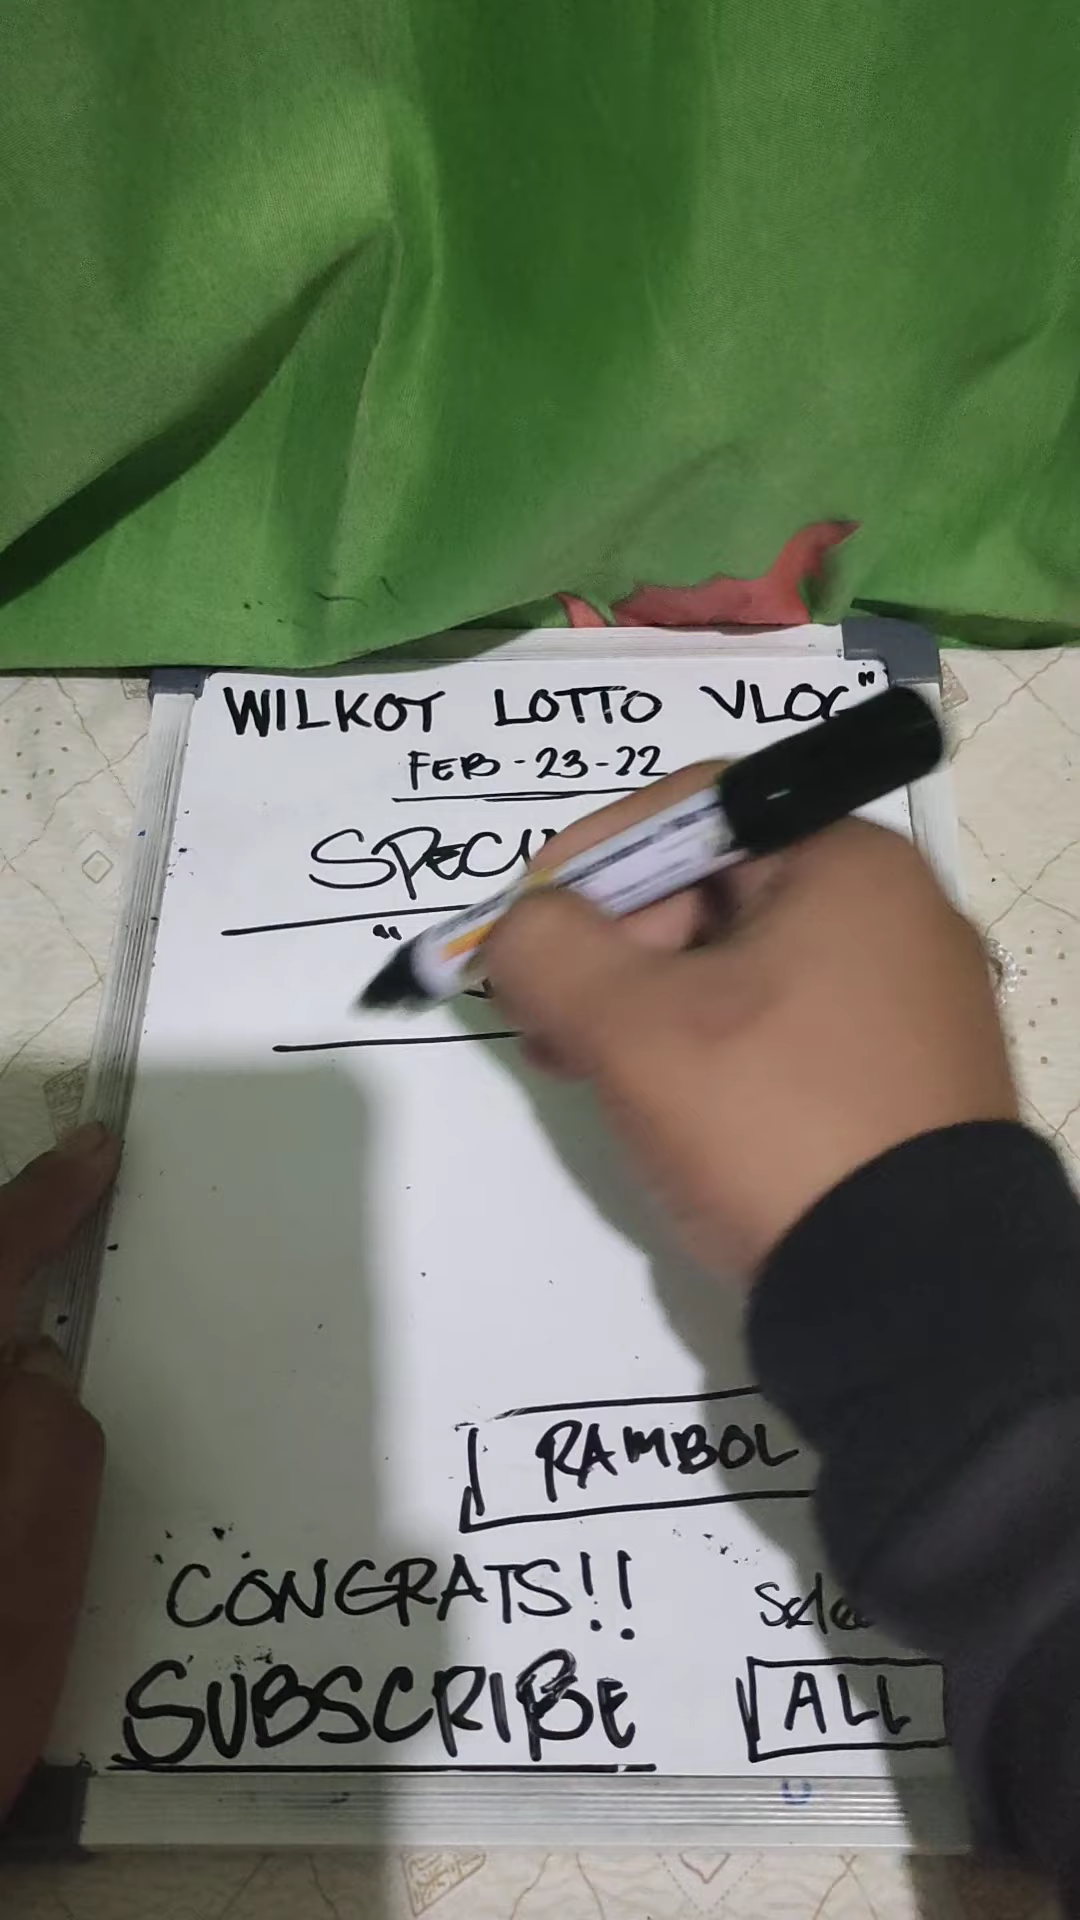 WILKOT LOTTO VLOG"
FEB-23-22
RAMBOL
CONGRATS!!
SUBSCRIBE
ALL